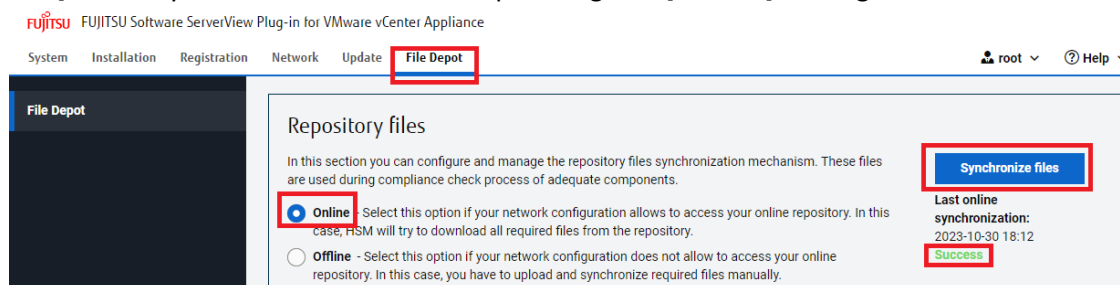 FUJITSU FUJITSU Software ServerView Plug-in for VMware vCenter Appliance
System Installation Registration Network Update File Depot root Help
File Depot
Repository files
In this section you can configure and manage the repository files synchronization mechanism. These files
are used during compliance check process of adequate components.
Synchronize files
Online - Select this option if your network configuration allows to access your online repository. In this
case, HSM will try to download all required files from the repository.
Offline - Select this option if your network configuration does not allow to access your online
repository. In this case, you have to upload and synchronize required files manually.
Last online
synchronization:
2023-10-30 18:12
Success